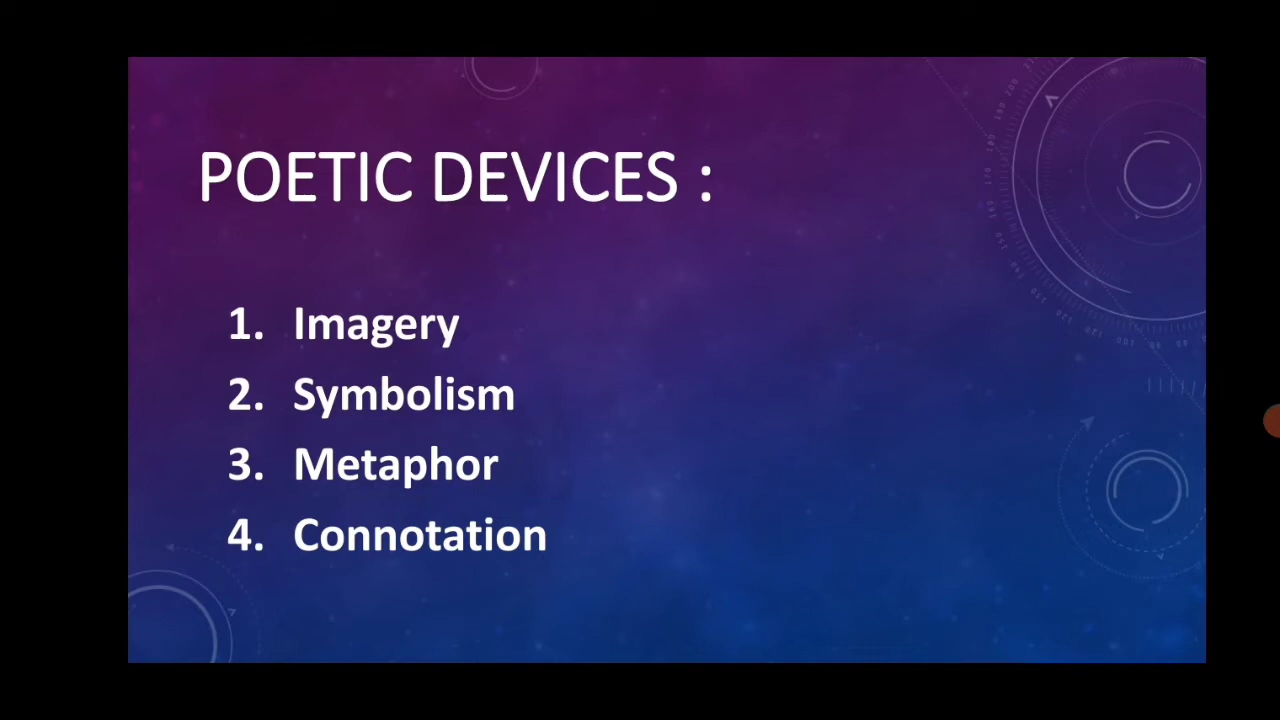 POETIC DEVICES :
1. Imagery
2. Symbolism
3. Metaphor
4. Connotation